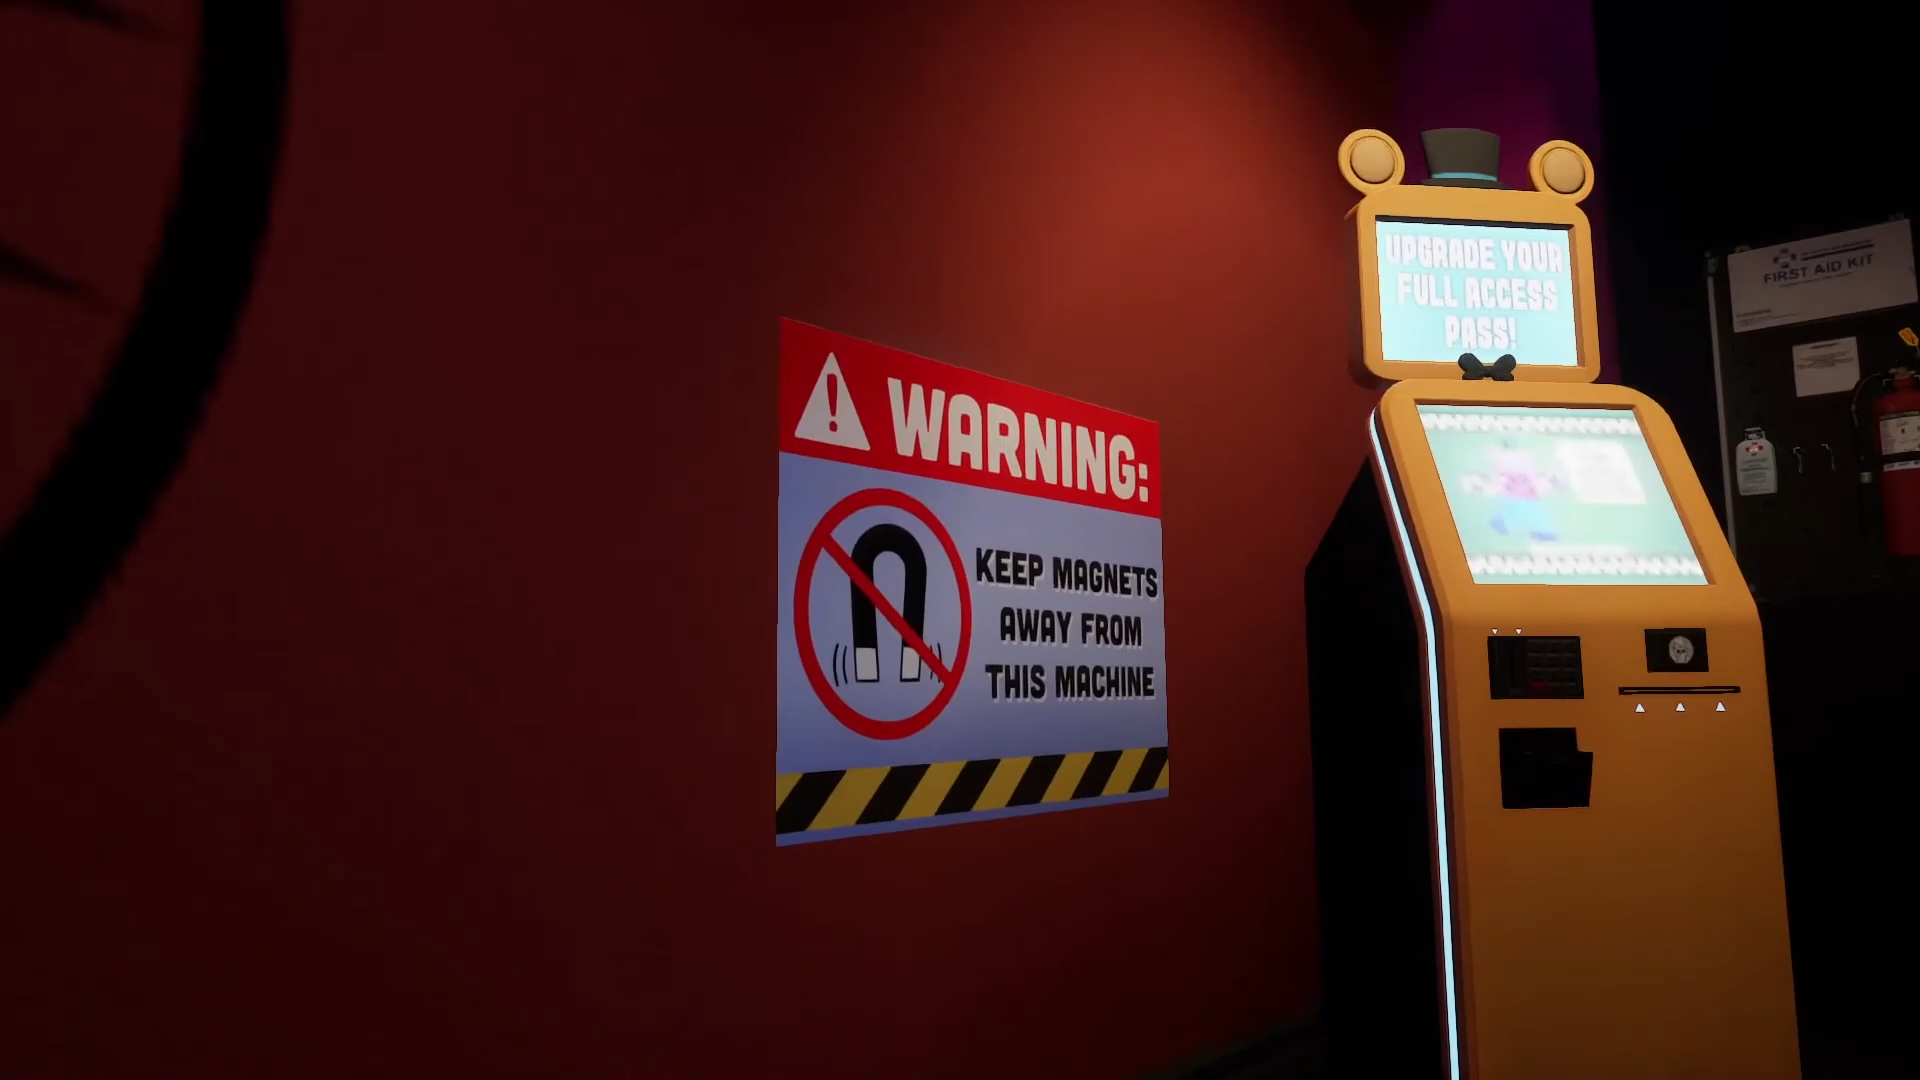 WARNING:
KEEP MAGNETS
AWAY FROM
THIS MACHINE
UPGRADE YOUR
FULL ACCESS
PASS!
FIRST AID KIT